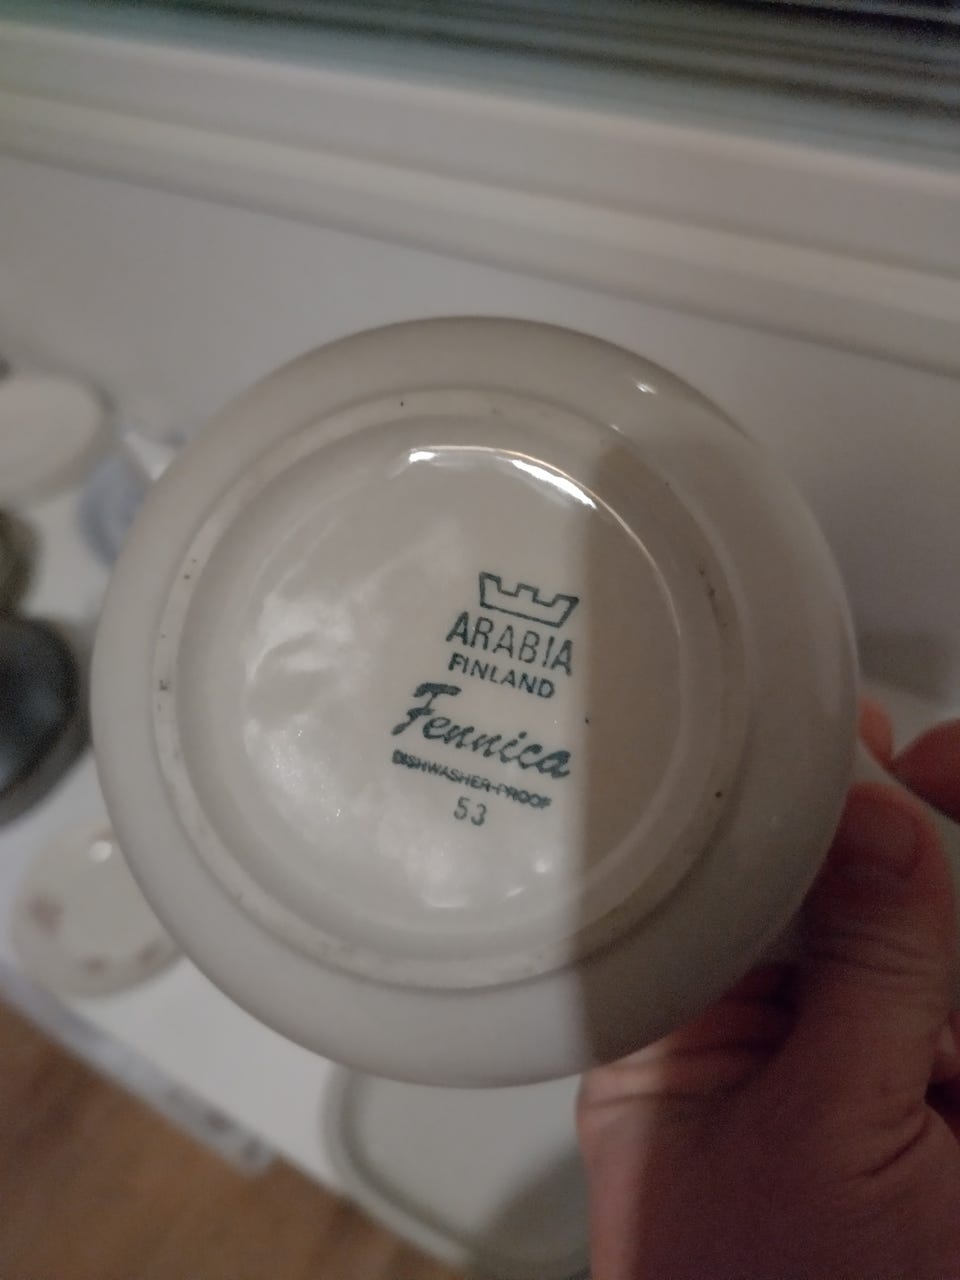 ARABIA
FINLAND
Fennica
DISHWASHER-PROOF
53